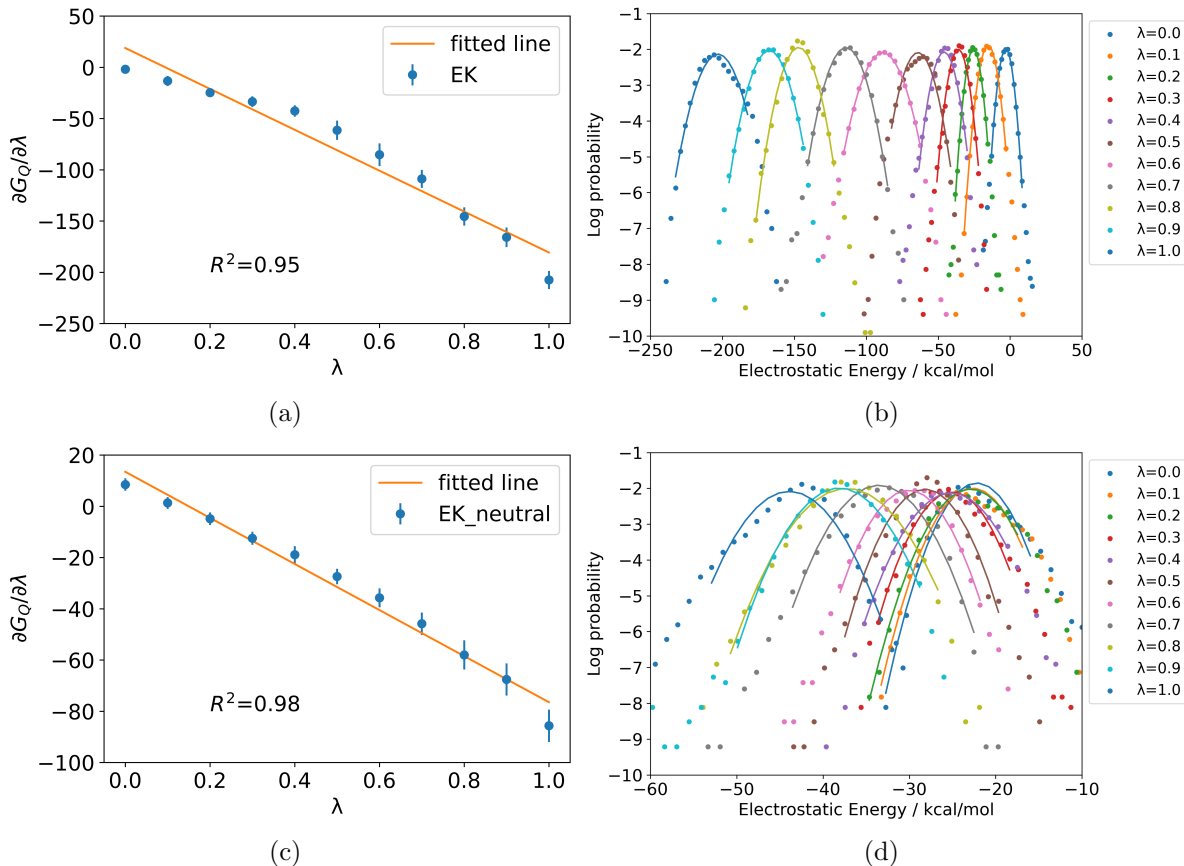 50
0
−50
−100
−150
−200
−250
∂G_Q/∂λ
fitted line
EK
R²=0.95
0.0 0.2 0.4 0.6 0.8 1.0
λ
(a)
−1
−2
−3
−4
−5
−6
−7
−8
−9
−10
Log probability
−250 −200 −150 −100 −50 0 50
Electrostatic Energy / kcal/mol
λ=0.0
λ=0.1
λ=0.2
λ=0.3
λ=0.4
λ=0.5
λ=0.6
λ=0.7
λ=0.8
λ=0.9
λ=1.0
(b)
20
0
−20
−40
−60
−80
−100
∂G_Q/∂λ
fitted line
EK_neutral
R²=0.98
0.0 0.2 0.4 0.6 0.8 1.0
λ
(c)
−1
−2
−3
−4
−5
−6
−7
−8
−9
−10
Log probability
−60 −50 −40 −30 −20 −10
Electrostatic Energy / kcal/mol
λ=0.0
λ=0.1
λ=0.2
λ=0.3
λ=0.4
λ=0.5
λ=0.6
λ=0.7
λ=0.8
λ=0.9
λ=1.0
(d)